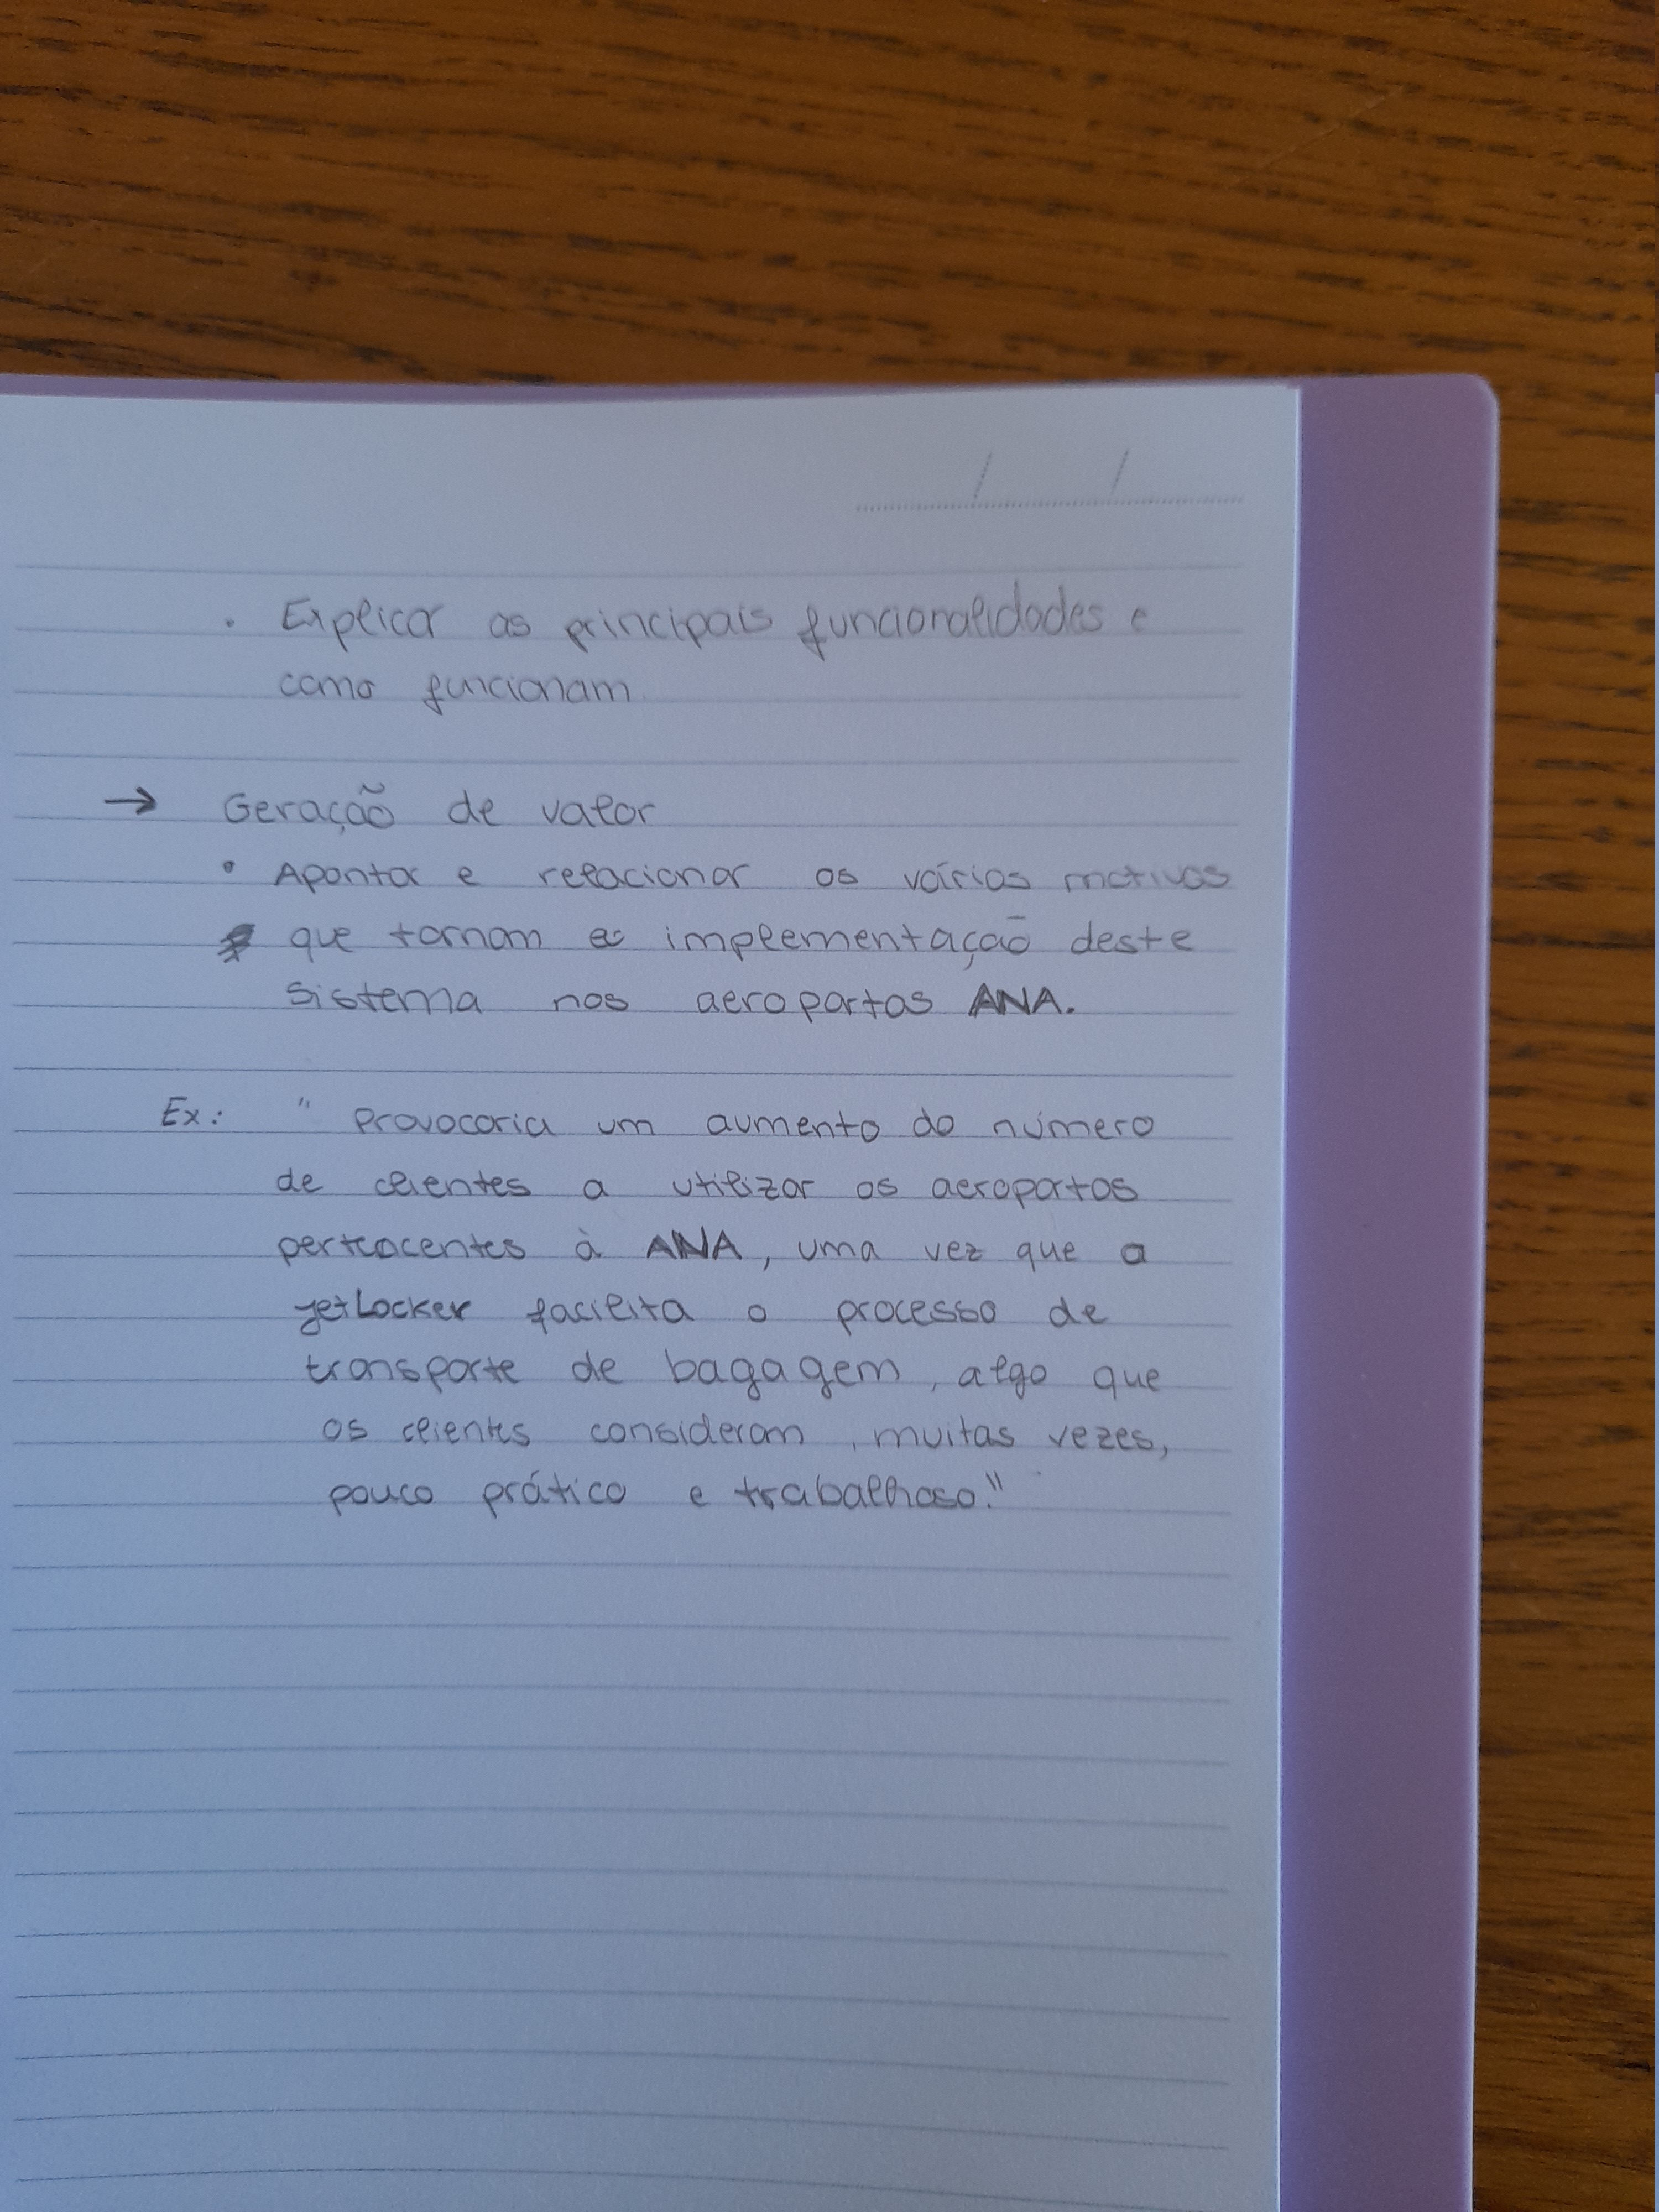 . Explicar as principais funcionalidades e
como funcionam
→ Geração de valor
• Apontar e relacionar os vários motivos
que tornam a implementação deste
sistema nos aeroportos ANA.
Ex: " Provocaria um aumento do número
de clientes a utilizar os aeroportos
pertencentes à ANA, uma vez que a
jetLocker facilita o processo de
transporte de bagagem, algo que
os clientes consideram, muitas vezes,
pouco prático e trabalhoso."